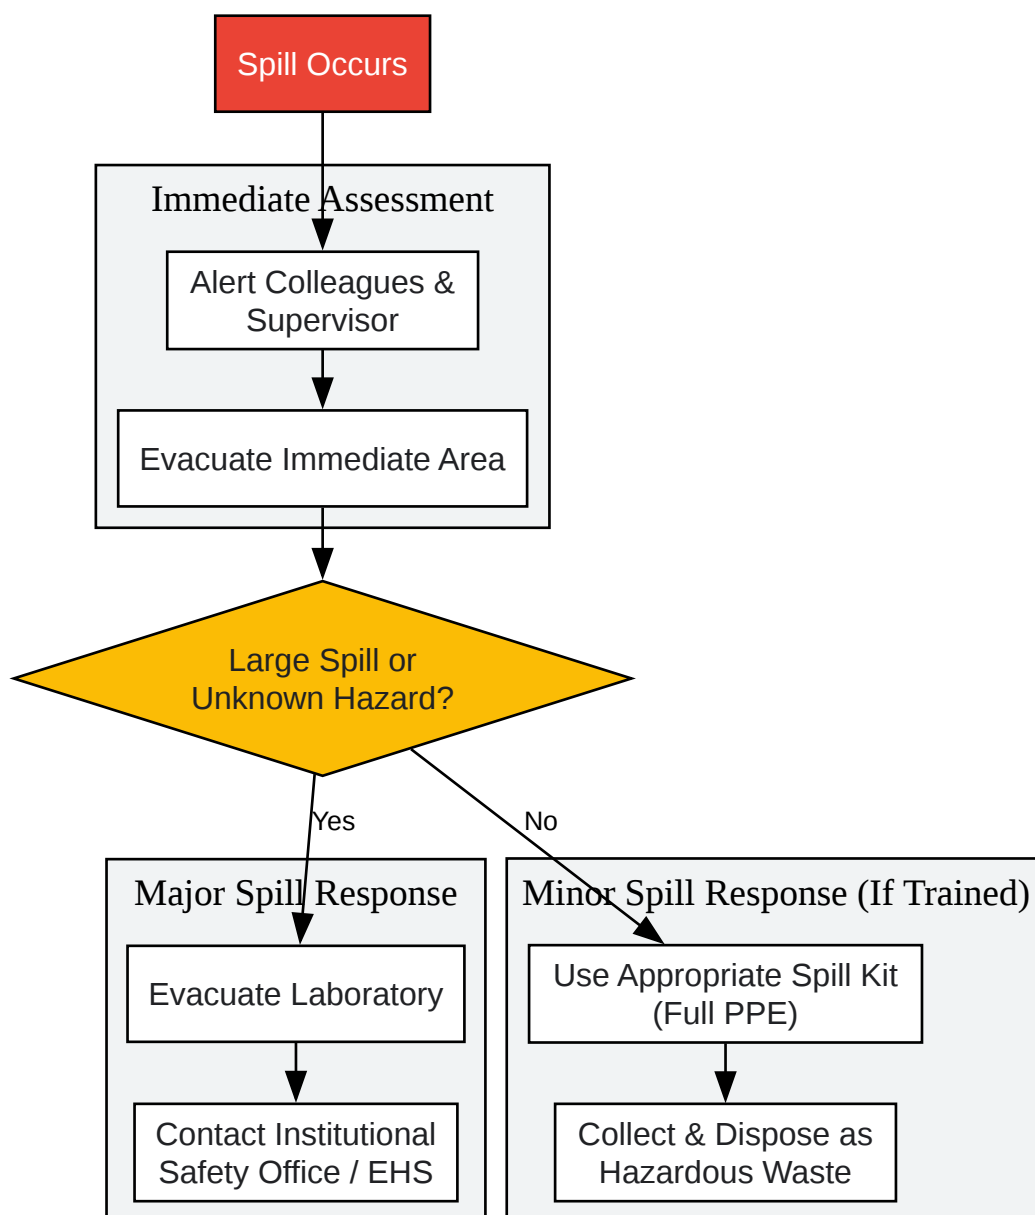 Spill Occurs
Immediate Assessment
Alert Colleagues &
Supervisor
Evacuate Immediate Area
Large Spill or
Unknown Hazard?
Yes
No
Major Spill Response
Evacuate Laboratory
Contact Institutional
Safety Office / EHS
Minor Spill Response (If Trained)
Use Appropriate Spill Kit
(Full PPE)
Collect & Dispose as
Hazardous Waste